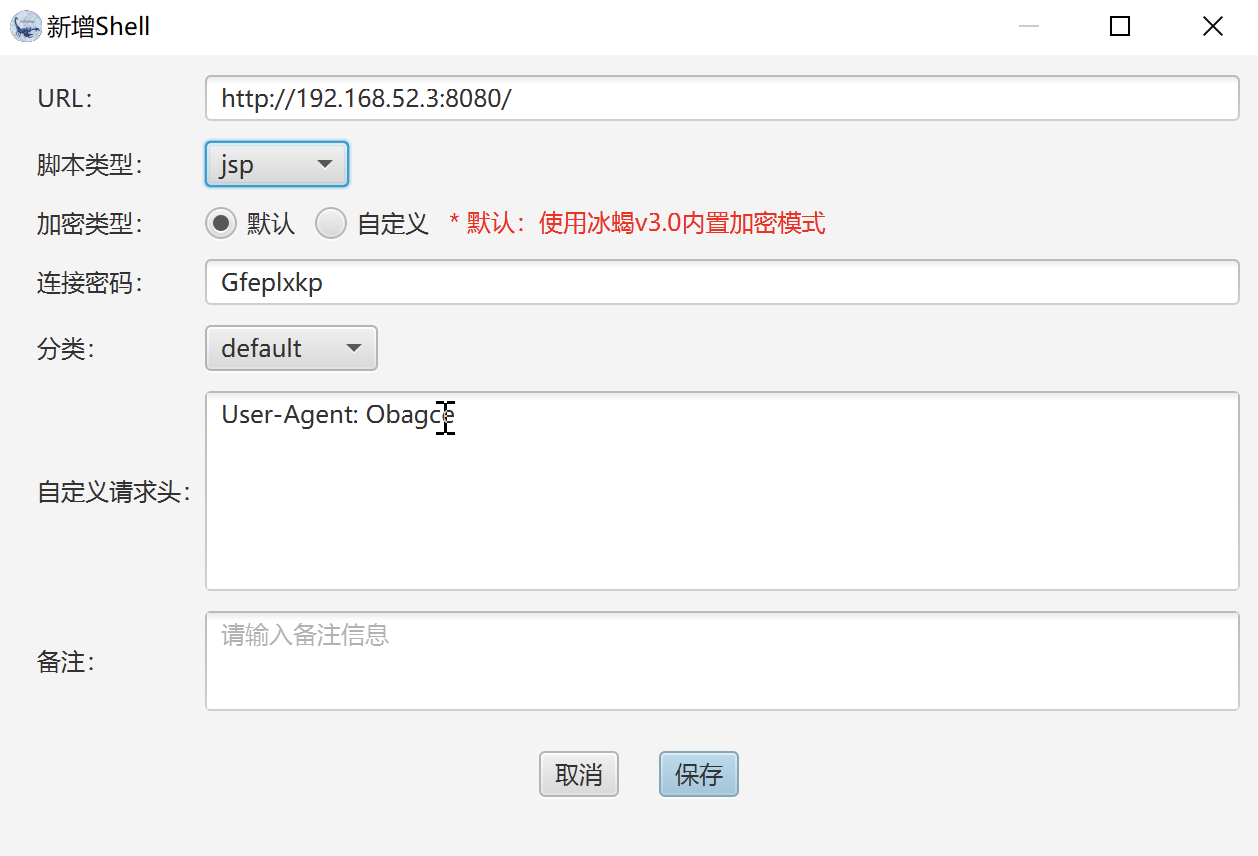 新增Shell
URL： http://192.168.52.3:8080/
脚本类型： jsp
加密类型： 默认 自定义 * 默认：使用冰蝎v3.0内置加密模式
连接密码： Gfeplxkp
分类： default
User-Agent: Obagce
自定义请求头：
请输入备注信息
备注：
取消 保存